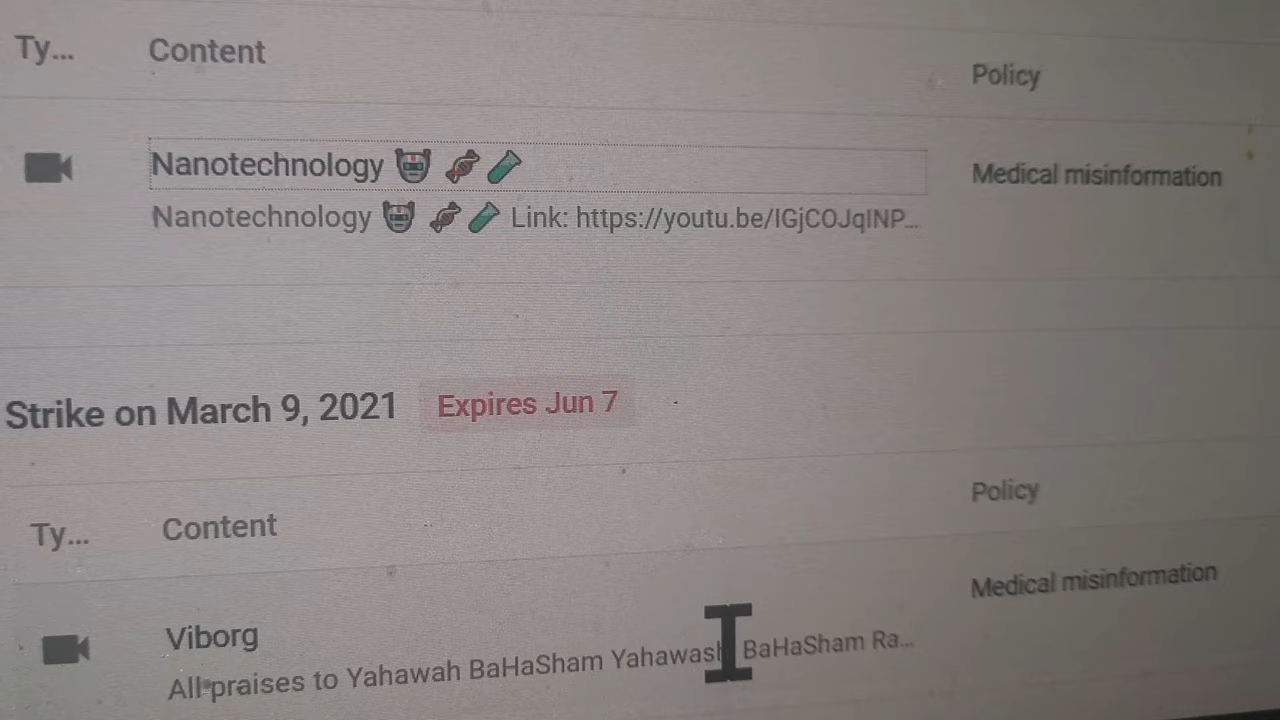 Ty... Content Policy
Nanotechnology 🤖 🧬 🧪 Medical misinformation
Nanotechnology 🤖 🧬 🧪 Link: https://youtu.be/IGjCOJqINP...
Strike on March 9, 2021 Expires Jun 7
Ty... Content Policy
Viborg Medical misinformation
All praises to Yahawah BaHaSham Yahawash BaHaSham Ra...